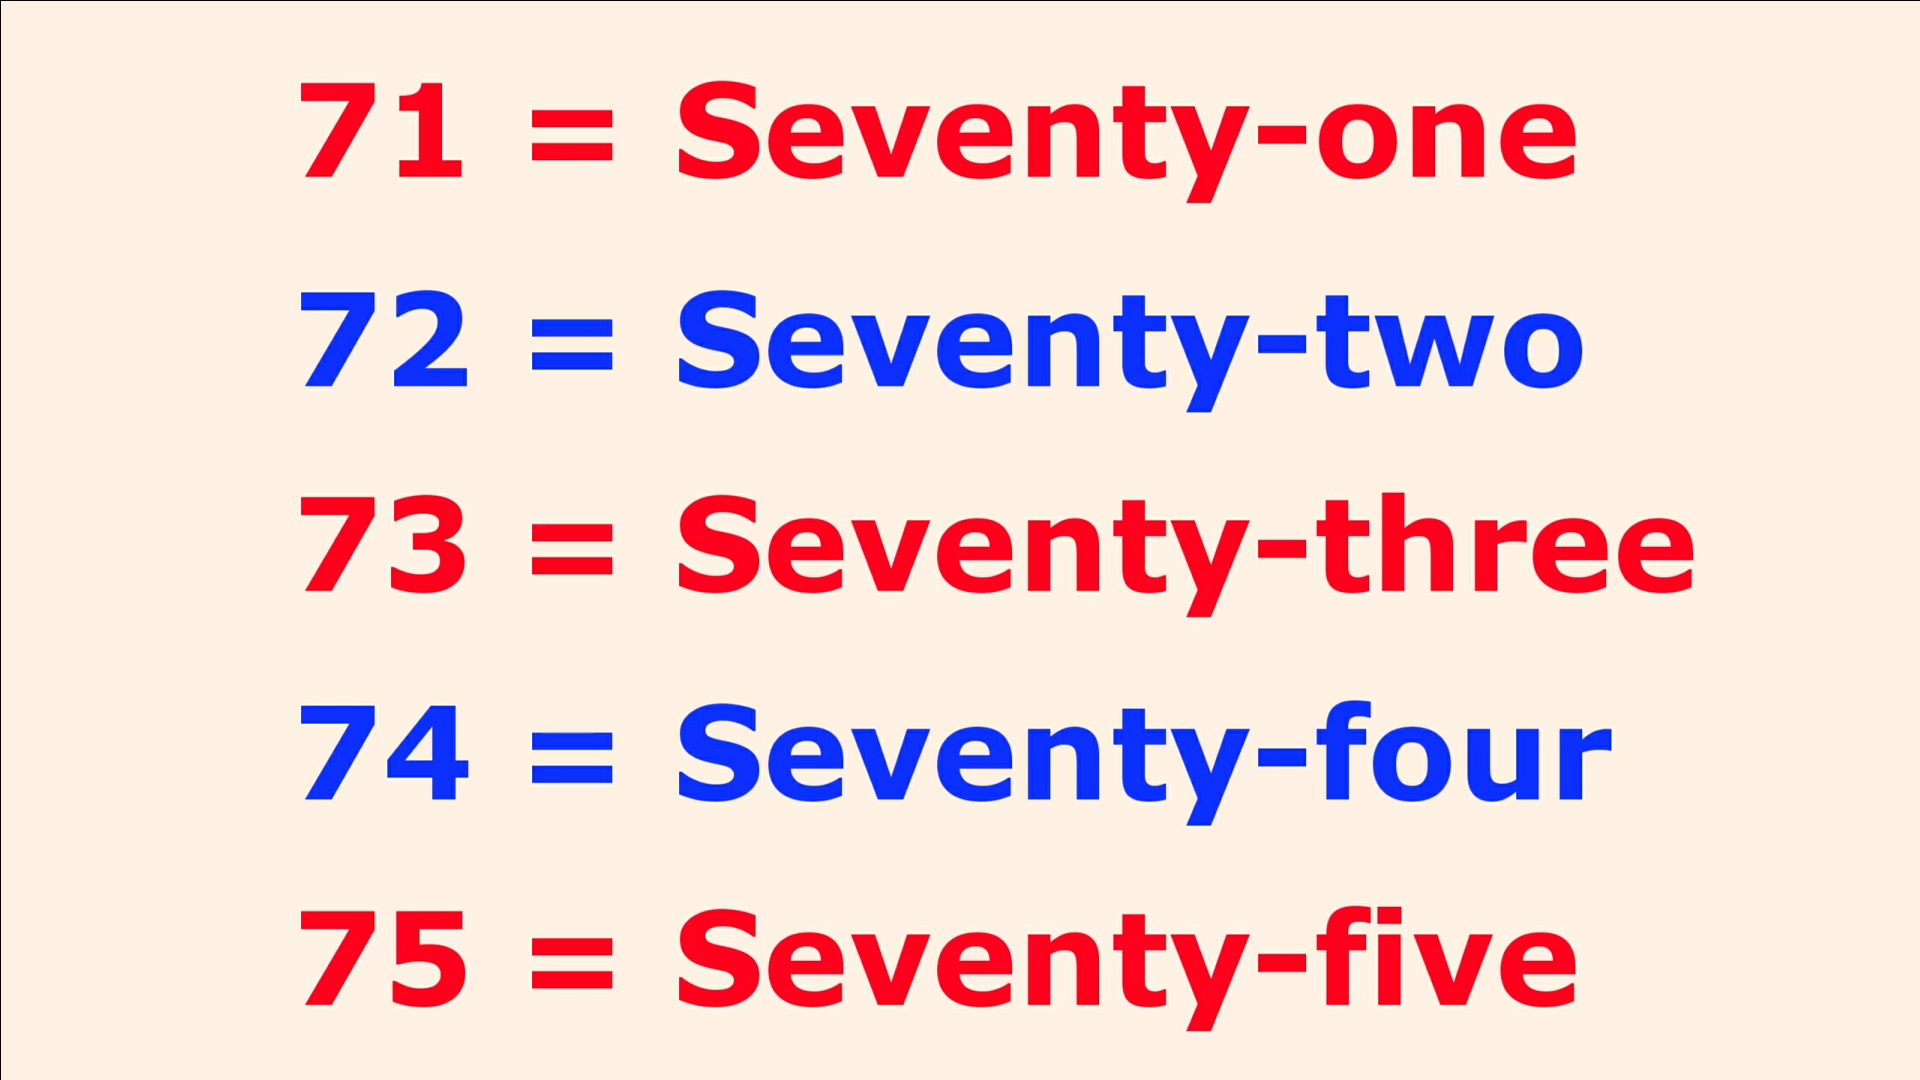 71 = Seventy-one
72 = Seventy-two
73 = Seventy-three
74 = Seventy-four
75 = Seventy-five